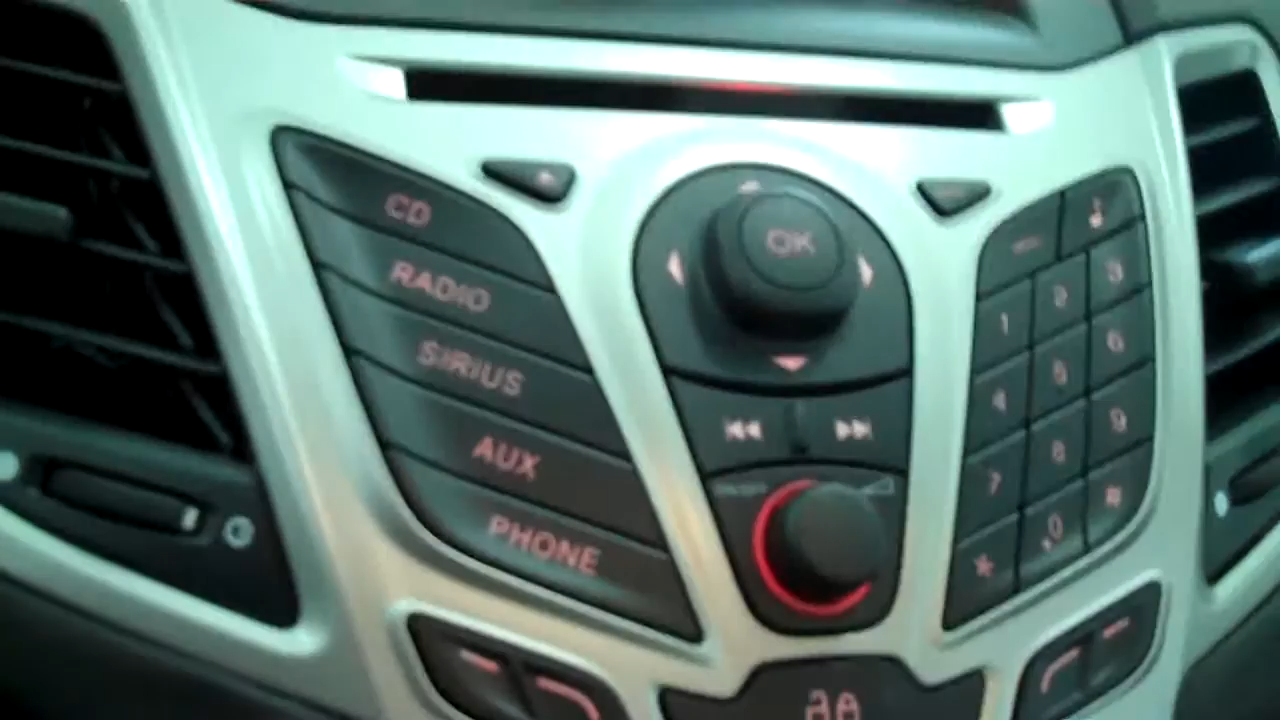 CD
RADIO
SIRIUS
AUX
PHONE
OK
1 2 3
4 5 6
7 8 9
* 0 #